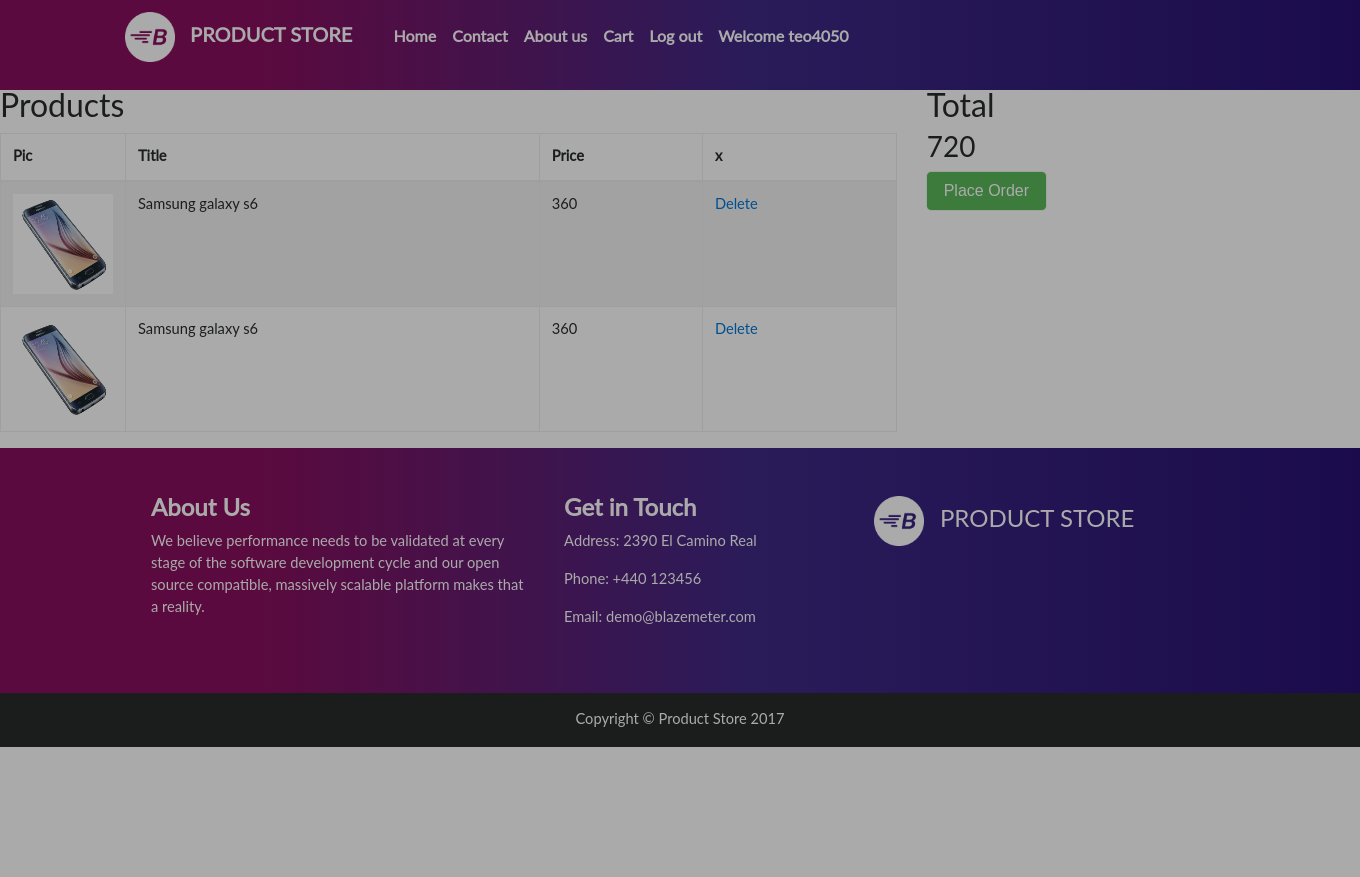 PRODUCT STORE Home Contact About us Cart Log out Welcome teo4050
Products
Pic Title Price x
Samsung galaxy s6 360 Delete
Samsung galaxy s6 360 Delete
Total
720
Place Order
About Us
We believe performance needs to be validated at every
stage of the software development cycle and our open
source compatible, massively scalable platform makes that
a reality.
Get in Touch
Address: 2390 El Camino Real
Phone: +440 123456
Email: demo@blazemeter.com
B PRODUCT STORE
Copyright © Product Store 2017